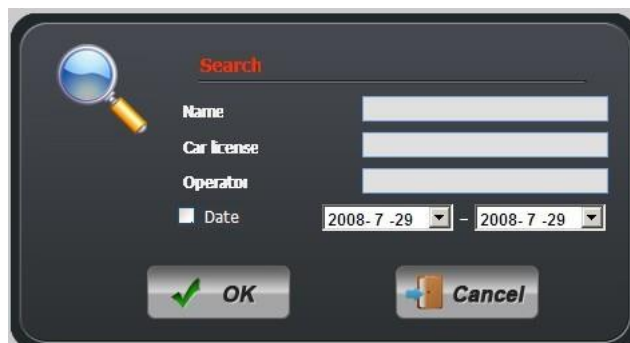 Search
Name
Car license
Operator
Date 2008- 7 -29 - 2008- 7 -29
OK Cancel